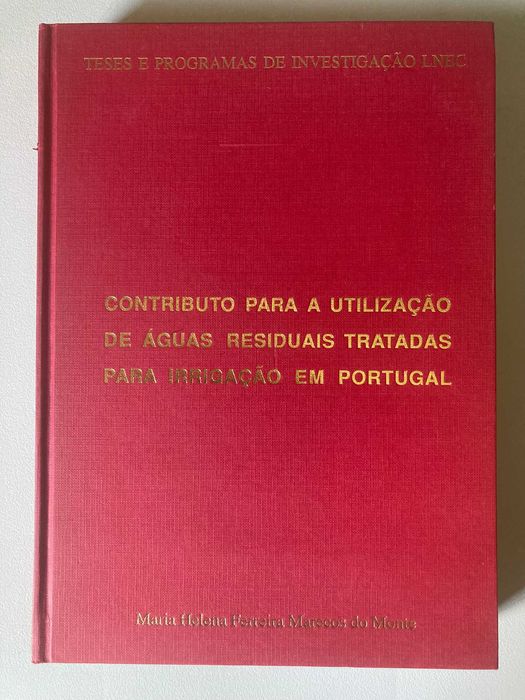 TESES E PROGRAMAS DE INVESTIGAÇÃO LNEC
CONTRIBUTO PARA A UTILIZAÇÃO
DE ÁGUAS RESIDUAIS TRATADAS
PARA IRRIGAÇÃO EM PORTUGAL
Maria Helena Ferreira Marecos do Monte